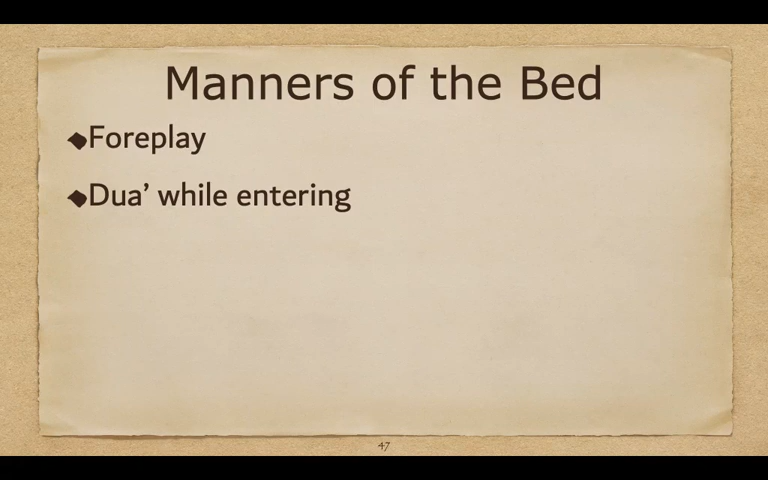 Manners of the Bed
Foreplay
Dua’ while entering
47